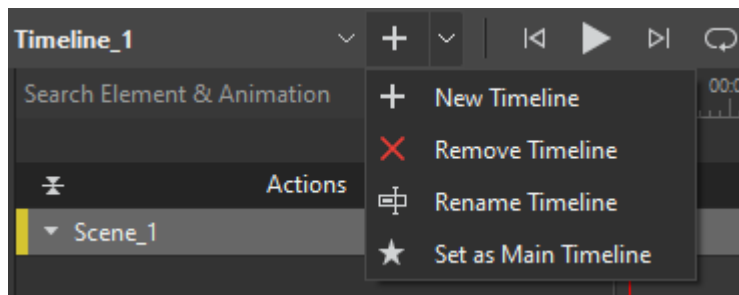 Timeline_1
Search Element & Animation
Actions
Scene_1
New Timeline
Remove Timeline
Rename Timeline
Set as Main Timeline